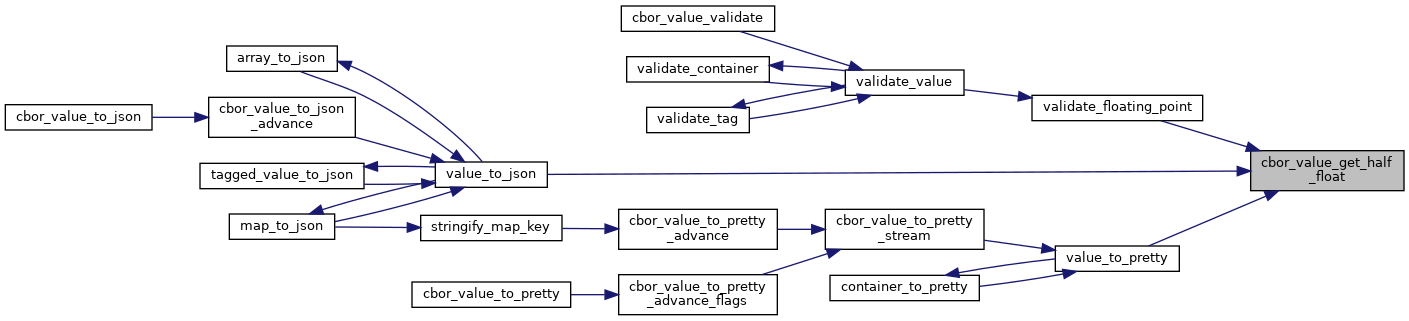 cbor_value_validate
array_to_json
validate_container
validate_value
cbor_value_to_json
cbor_value_to_json
_advance
validate_tag
validate_floating_point
tagged_value_to_json
value_to_json
cbor_value_get_half
_float
map_to_json
stringify_map_key
cbor_value_to_pretty
_advance
cbor_value_to_pretty
_stream
value_to_pretty
cbor_value_to_pretty
cbor_value_to_pretty
_advance_flags
container_to_pretty